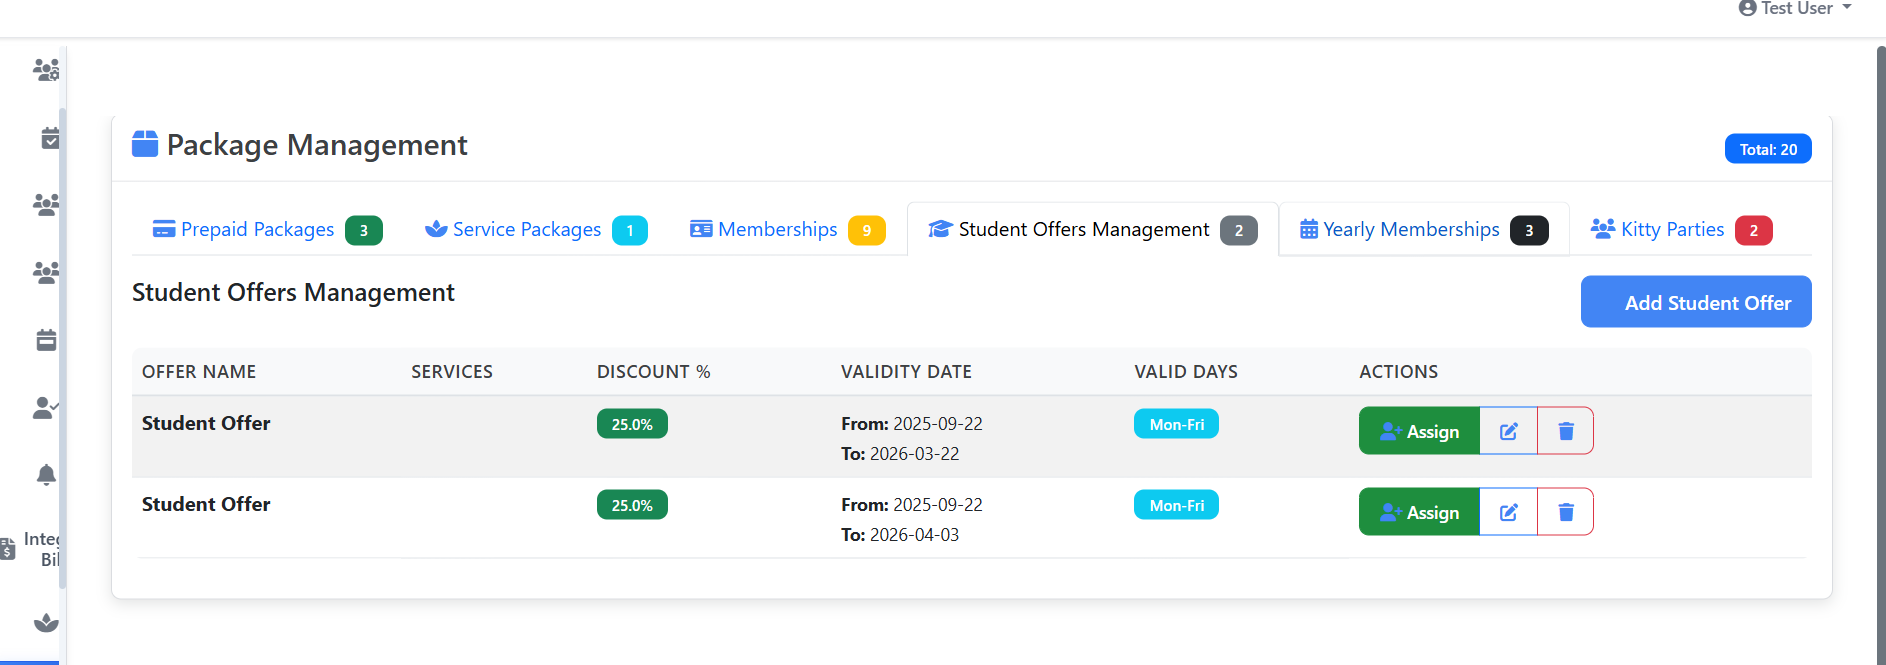 Test User
Package Management
Total: 20
Prepaid Packages 3 Service Packages 1 Memberships 9 Student Offers Management 2 Yearly Memberships 3 Kitty Parties 2
Student Offers Management
Add Student Offer
OFFER NAME SERVICES DISCOUNT % VALIDITY DATE VALID DAYS ACTIONS
Student Offer 25.0% From: 2025-09-22 Mon-Fri Assign
To: 2026-03-22
Student Offer 25.0% From: 2025-09-22 Mon-Fri Assign
To: 2026-04-03